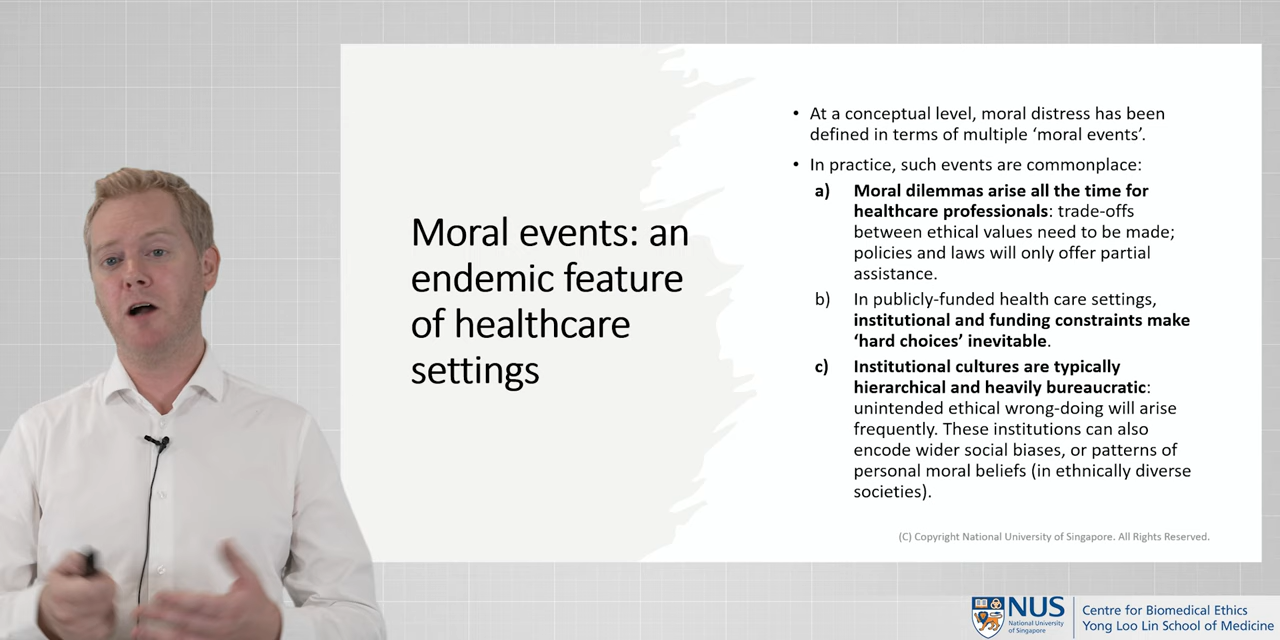 Moral events: an
endemic feature
of healthcare
settings
• At a conceptual level, moral distress has been
defined in terms of multiple ‘moral events’.
• In practice, such events are commonplace:
a) Moral dilemmas arise all the time for
healthcare professionals: trade-offs
between ethical values need to be made;
policies and laws will only offer partial
assistance.
b) In publicly-funded health care settings,
institutional and funding constraints make
‘hard choices’ inevitable.
c) Institutional cultures are typically
hierarchical and heavily bureaucratic:
unintended ethical wrong-doing will arise
frequently. These institutions can also
encode wider social biases, or patterns of
personal moral beliefs (in ethnically diverse
societies).
(C) Copyright National University of Singapore. All Rights Reserved.
NUS
National University
of Singapore
Centre for Biomedical Ethics
Yong Loo Lin School of Medicine